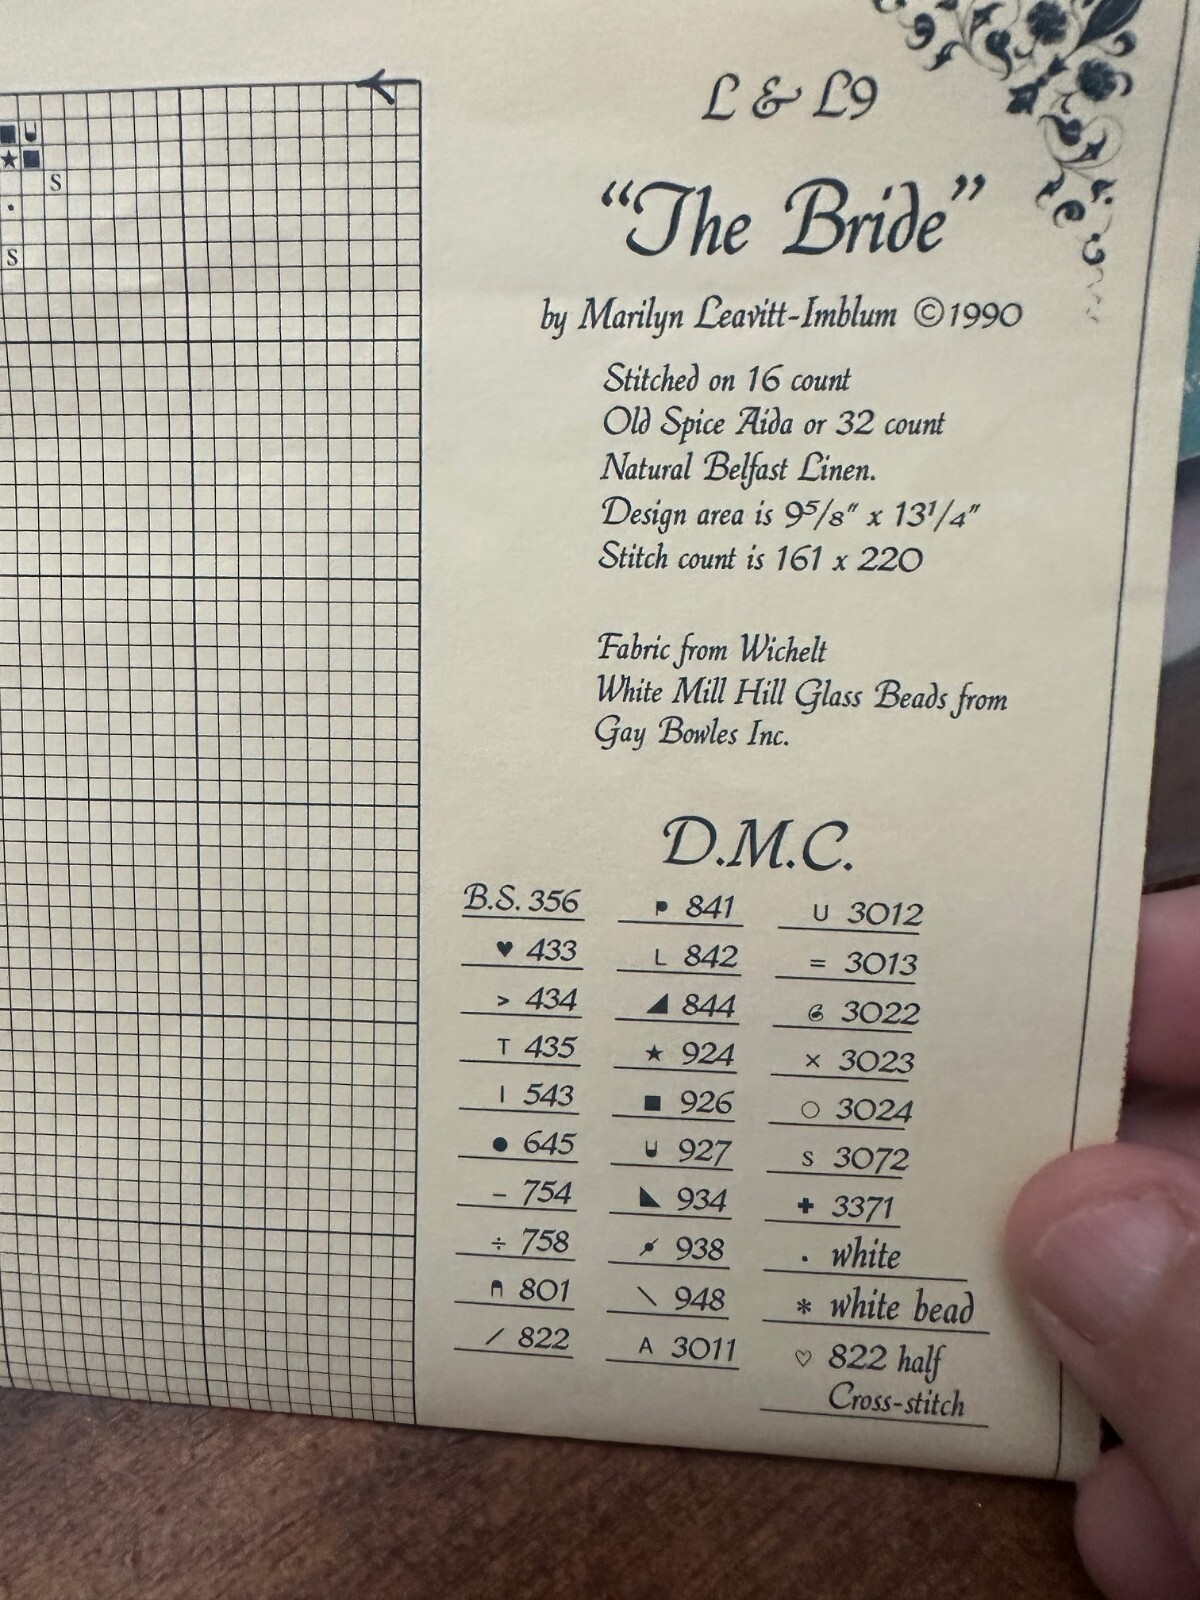 L & L9
“The Bride”
by Marilyn Leavitt-Imblum ©1990
Stitched on 16 count
Old Spice Aida or 32 count
Natural Belfast Linen.
Design area is 9⁵/₈" x 13¹/₄"
Stitch count is 161 x 220
Fabric from Wichelt
White Mill Hill Glass Beads from
Gay Bowles Inc.
D.M.C.
B.S. 356
♥ 433
> 434
T 435
I 543
● 645
– 754
÷ 758
∩ 801
/ 822
P 841
L 842
◢ 844
★ 924
■ 926
U 927
◣ 934
938
\ 948
A 3011
U 3012
= 3013
6 3022
× 3023
○ 3024
S 3072
✚ 3371
· white
* white bead
♡ 822 half
Cross-stitch
S
S